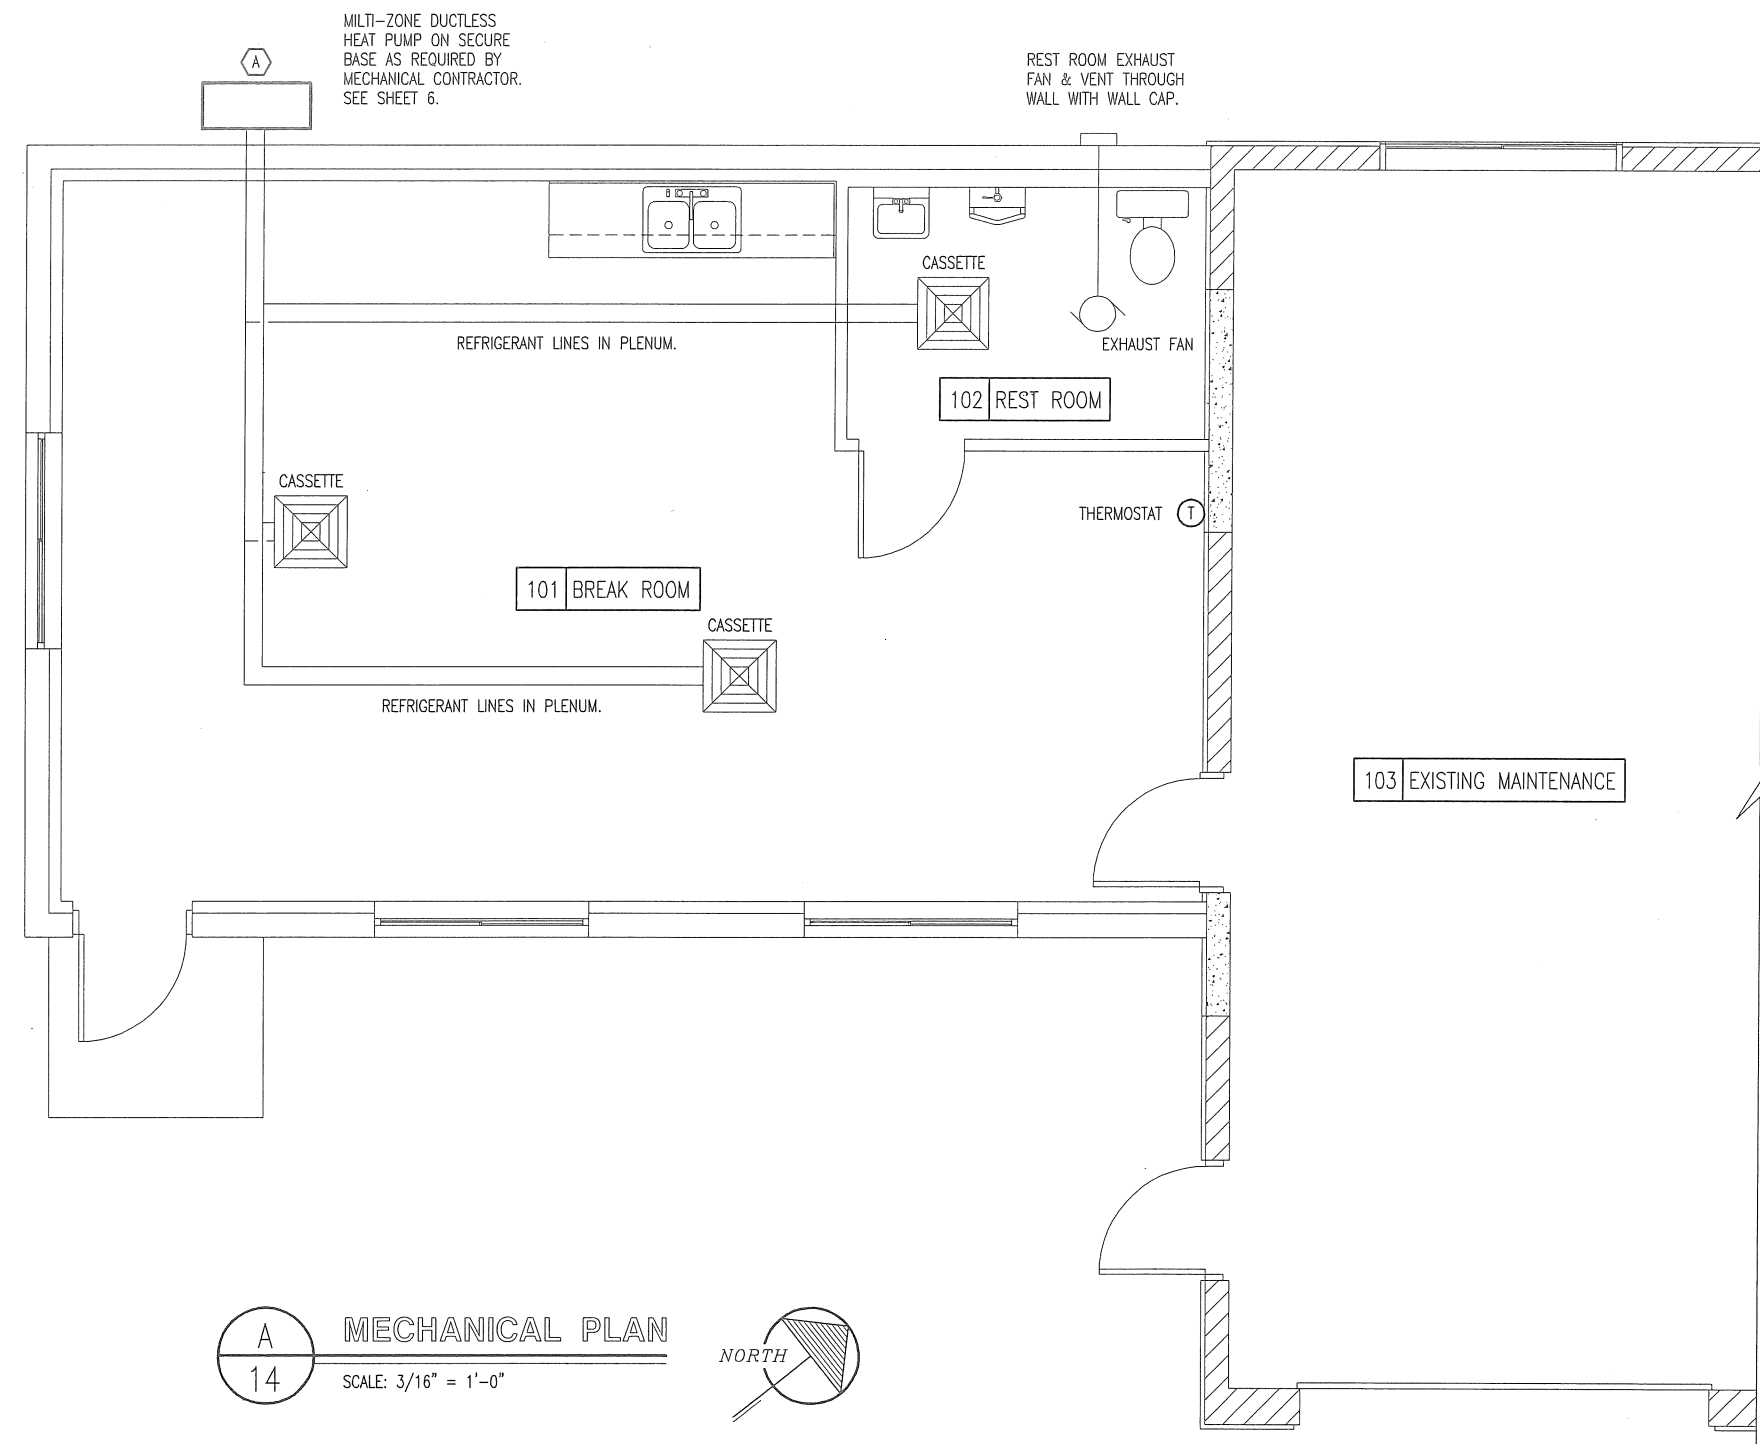 MILTI-ZONE DUCTLESS
HEAT PUMP ON SECURE
BASE AS REQUIRED BY
MECHANICAL CONTRACTOR.
SEE SHEET 6.
A
REST ROOM EXHAUST
FAN & VENT THROUGH
WALL WITH WALL CAP.
CASSETTE
REFRIGERANT LINES IN PLENUM.
EXHAUST FAN
102 REST ROOM
CASSETTE
THERMOSTAT T
101 BREAK ROOM
CASSETTE
REFRIGERANT LINES IN PLENUM.
103 EXISTING MAINTENANCE
A
14
MECHANICAL PLAN
SCALE: 3/16" = 1'-0"
NORTH